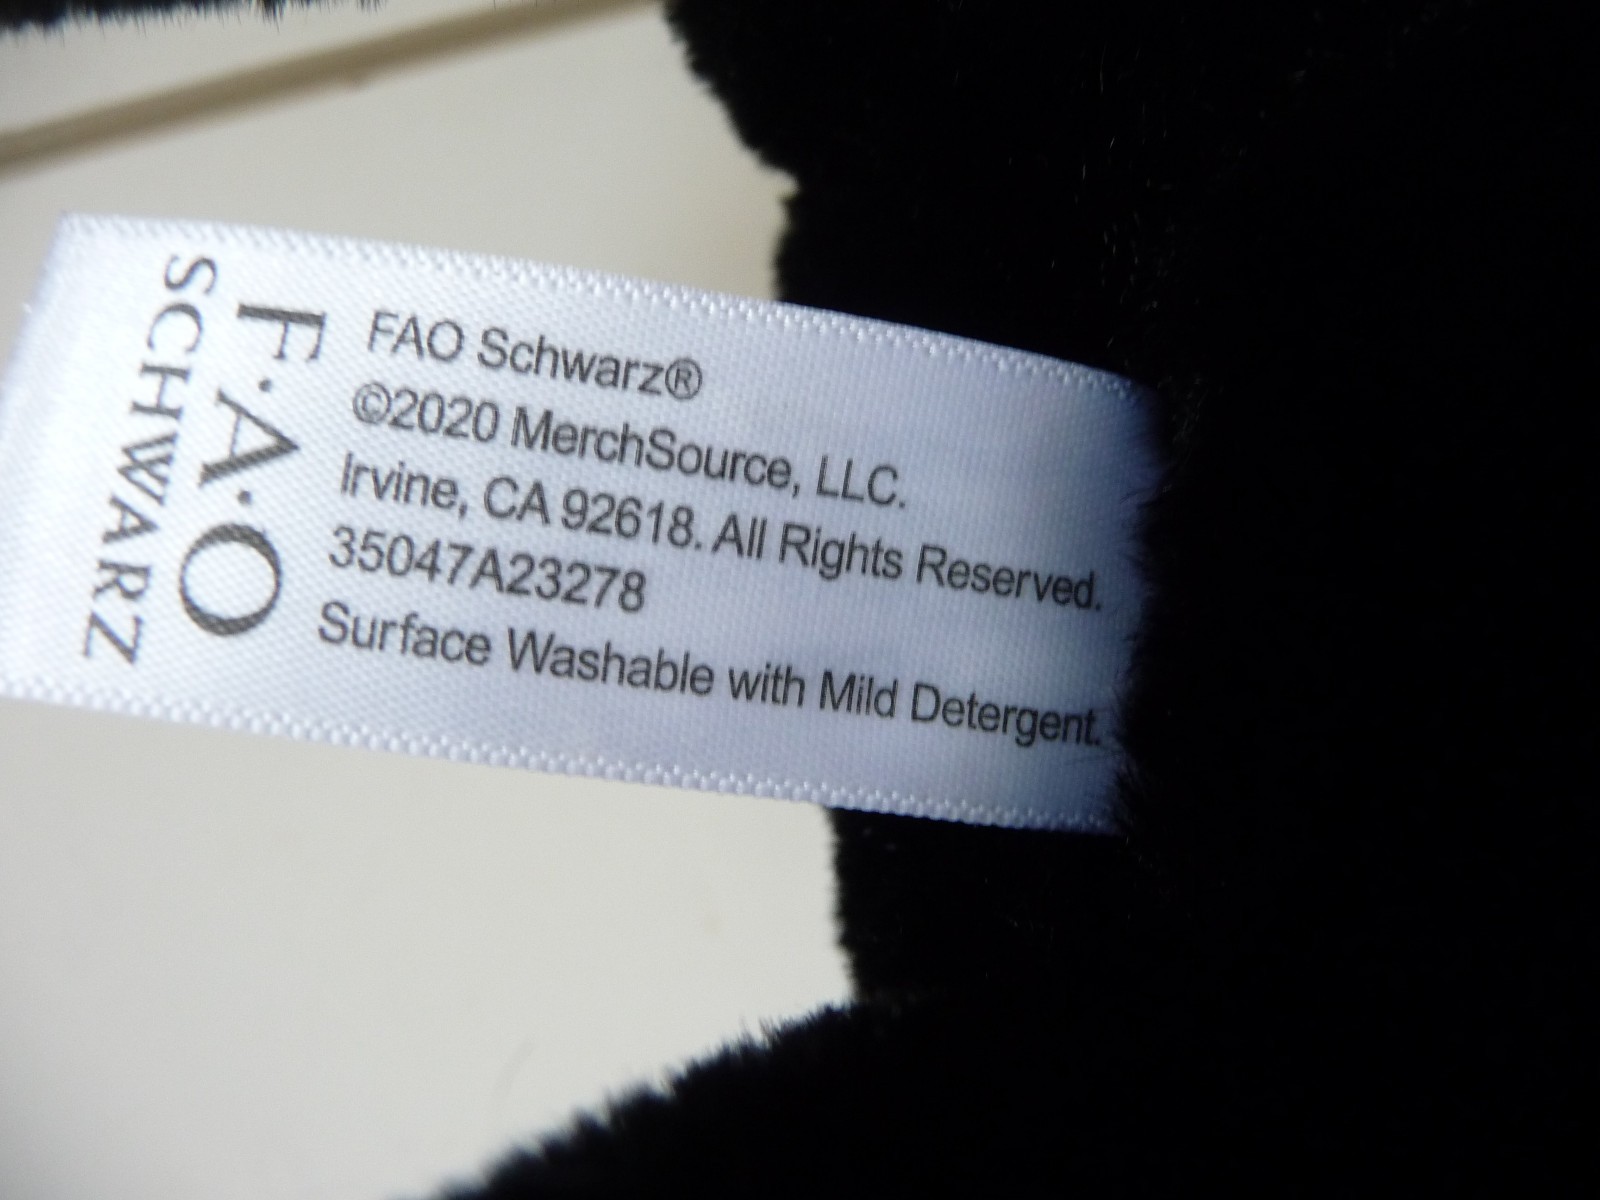 F·A·O
SCHWARZ
FAO Schwarz®
©2020 MerchSource, LLC.
Irvine, CA 92618. All Rights Reserved.
35047A23278
Surface Washable with Mild Detergent.